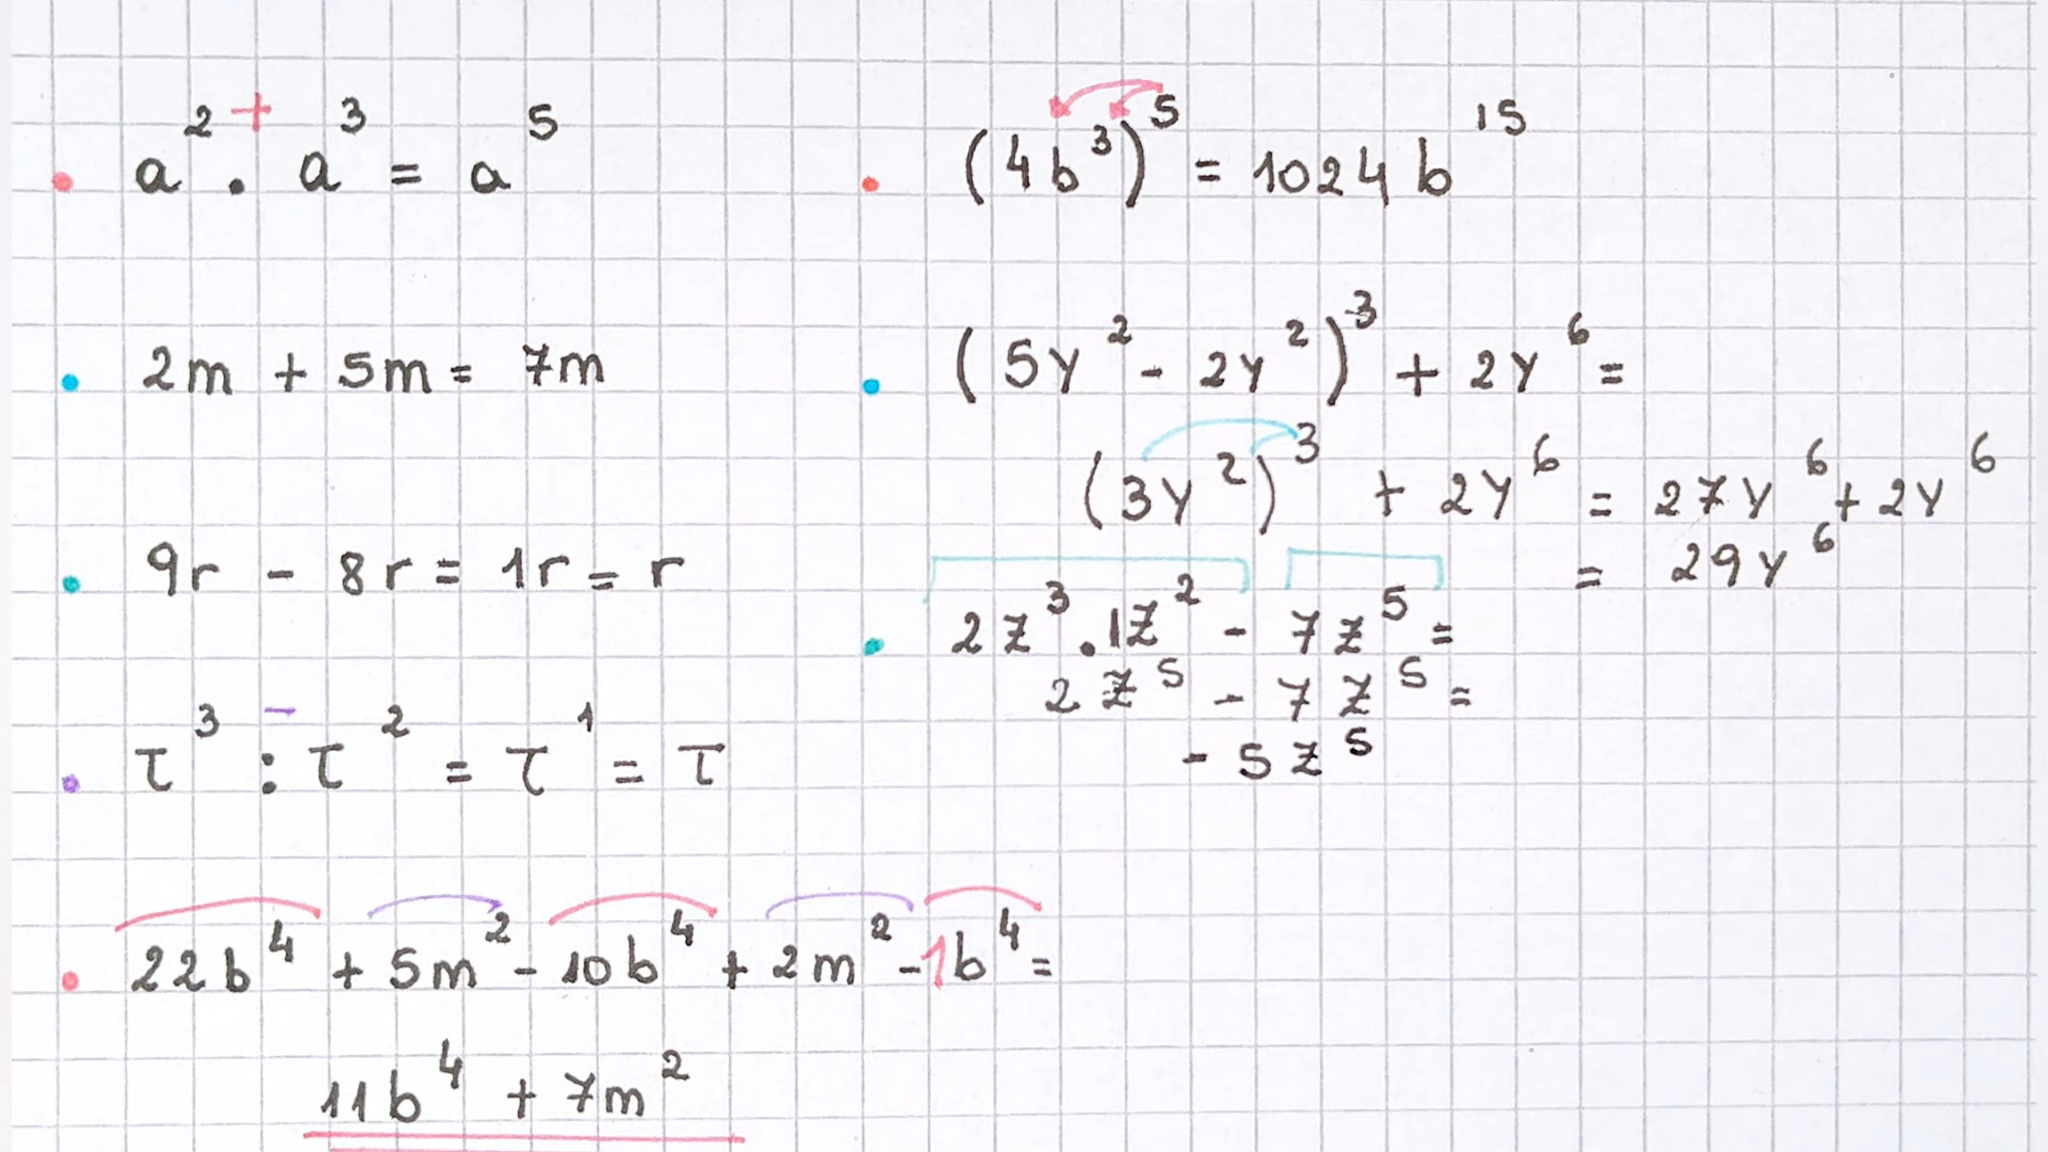 a² + · a³ = a⁵
2m + 5m = 7m
9r - 8r = 1r = r
τ³ - : τ² = τ¹ = τ
22b⁴ + 5m² - 10b⁴ + 2m² - 1b⁴ =
11b⁴ + 7m²
(4b³)⁵ = 1024b¹⁵
(5y² - 2y²)³ + 2y⁶ =
(3y²)³ + 2y⁶ = 27y⁶ + 2y⁶
= 29y⁶
2z³ · 1z² - 7z⁵ =
2z⁵ - 7z⁵ =
- 5z⁵